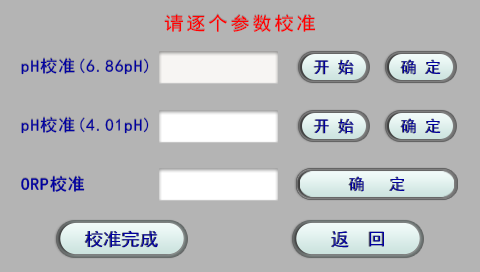 请逐个参数校准
pH校准(6.86pH) 开 始 确 定
pH校准(4.01pH) 开 始 确 定
ORP校准 确 定
校准完成 返 回